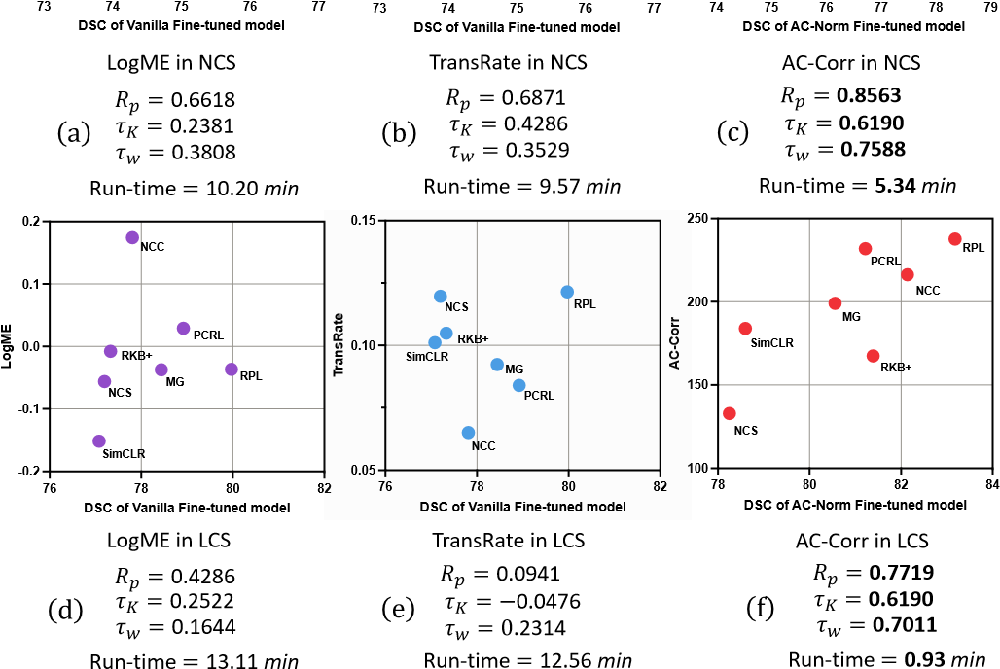 73 74 75 76 77 73 74 75 76 77 74 75 76 77 78 79
DSC of Vanilla Fine-tuned model DSC of Vanilla Fine-tuned model DSC of AC-Norm Fine-tuned model
LogME in NCS TransRate in NCS AC-Corr in NCS
(a) (b) (c)
R_p = 0.6618 R_p = 0.6871 R_p = 0.8563
τ_K = 0.2381 τ_K = 0.4286 τ_K = 0.6190
τ_w = 0.3808 τ_w = 0.3529 τ_w = 0.7588
Run-time = 10.20 min Run-time = 9.57 min Run-time = 5.34 min
LogME
0.2
0.1
0.0
-0.1
-0.2
NCC
PCRL
RKB+
MG
RPL
NCS
SimCLR
76 78 80 82
DSC of Vanilla Fine-tuned model
TransRate
0.15
0.10
0.05
NCS
RPL
RKB+
SimCLR
MG
PCRL
NCC
76 78 80 82
DSC of Vanilla Fine-tuned model
AC-Corr
250
200
150
100
RPL
PCRL
NCC
MG
SimCLR
RKB+
NCS
78 80 82 84
DSC of AC-Norm Fine-tuned model
LogME in LCS TransRate in LCS AC-Corr in LCS
(d) (e) (f)
R_p = 0.4286 R_p = 0.0941 R_p = 0.7719
τ_K = 0.2522 τ_K = −0.0476 τ_K = 0.6190
τ_w = 0.1644 τ_w = 0.2314 τ_w = 0.7011
Run-time = 13.11 min Run-time = 12.56 min Run-time = 0.93 min